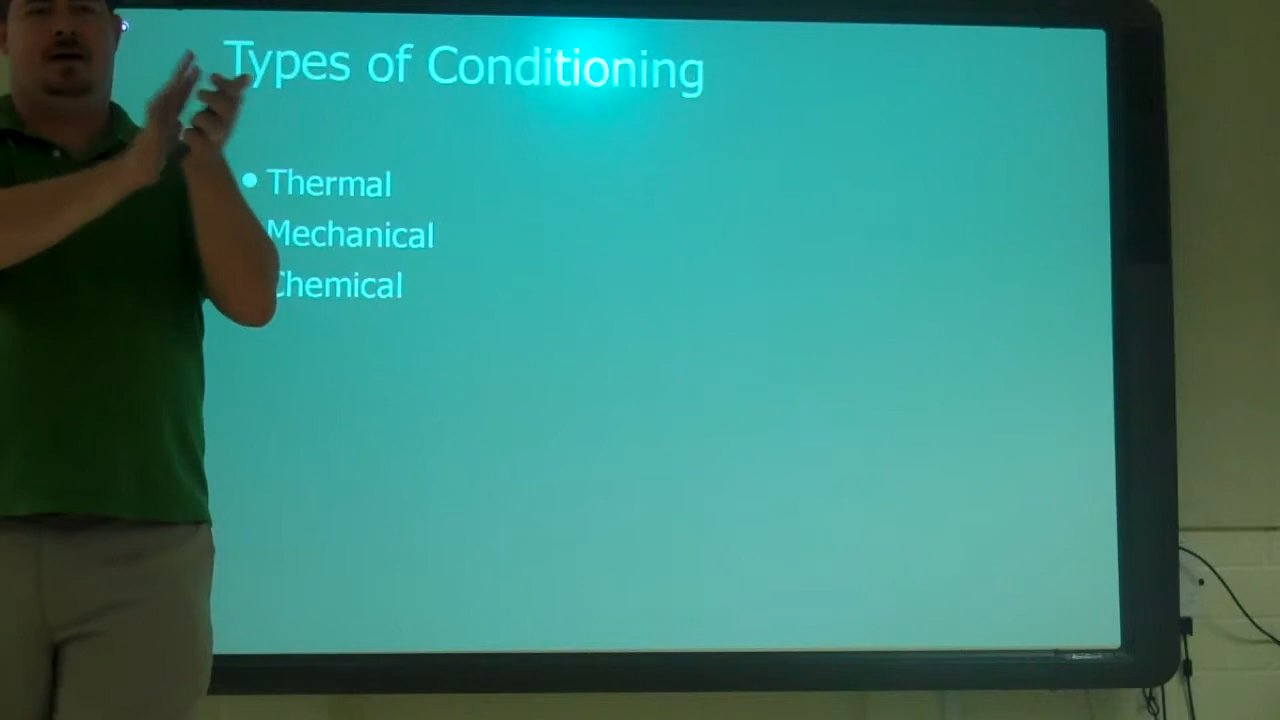 Types of Conditioning
• Thermal
Mechanical
Chemical